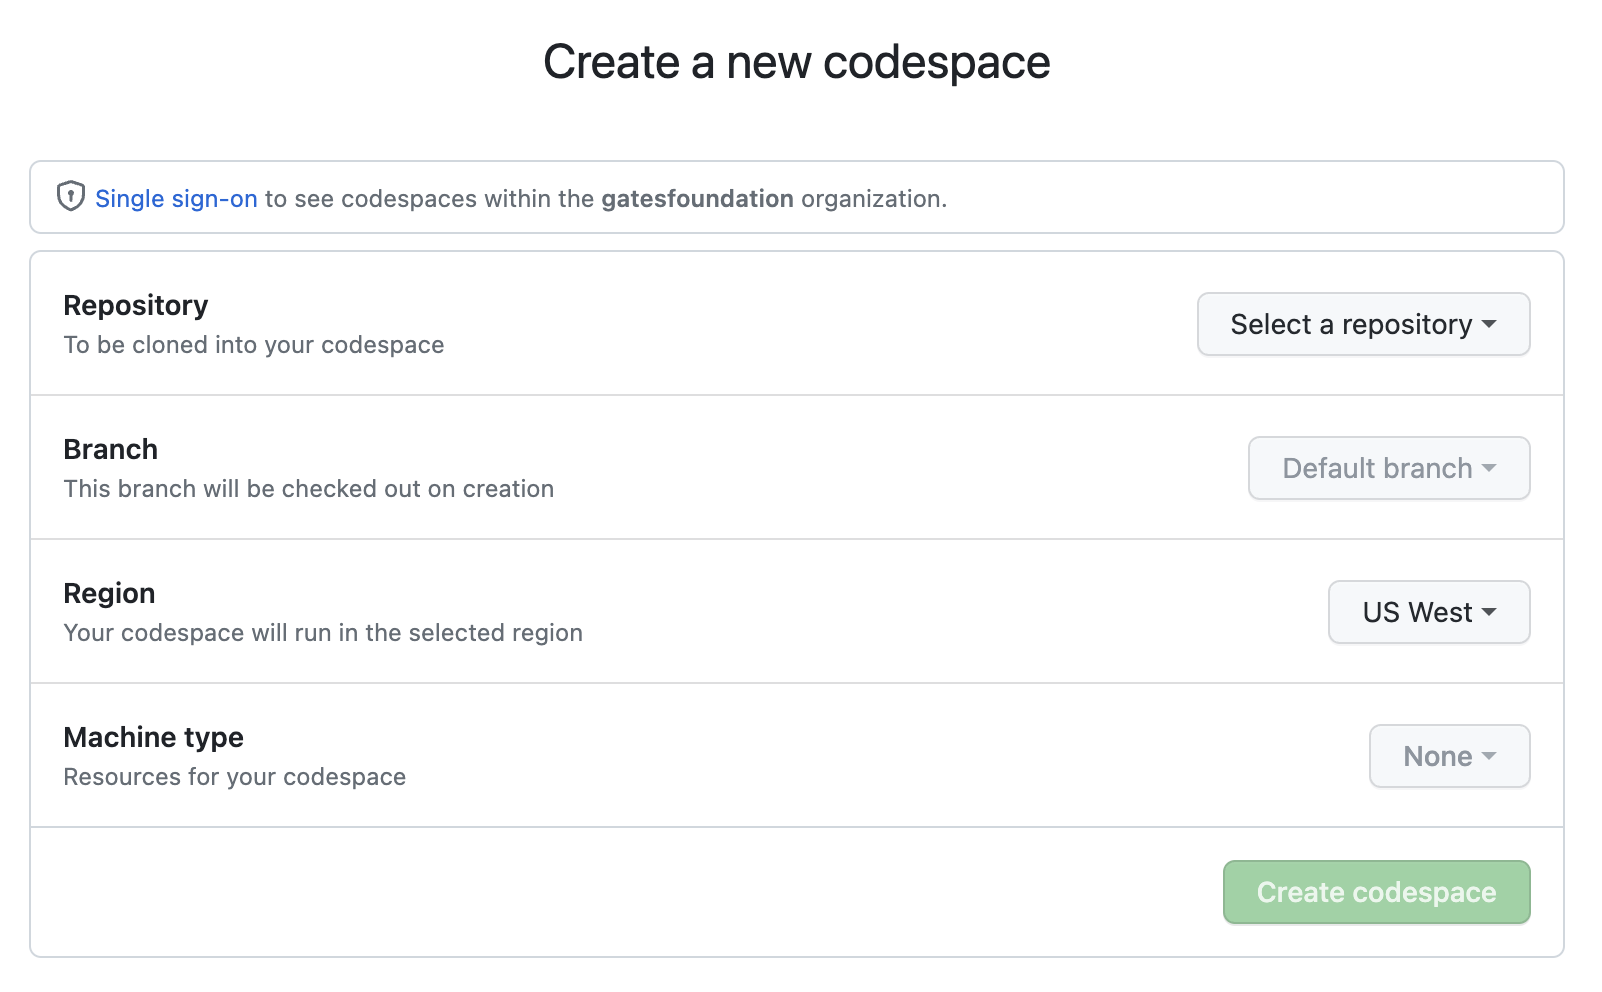 Create a new codespace
Single sign-on to see codespaces within the gatesfoundation organization.
Repository
To be cloned into your codespace
Select a repository
Branch
This branch will be checked out on creation
Default branch
Region
Your codespace will run in the selected region
US West
Machine type
Resources for your codespace
None
Create codespace